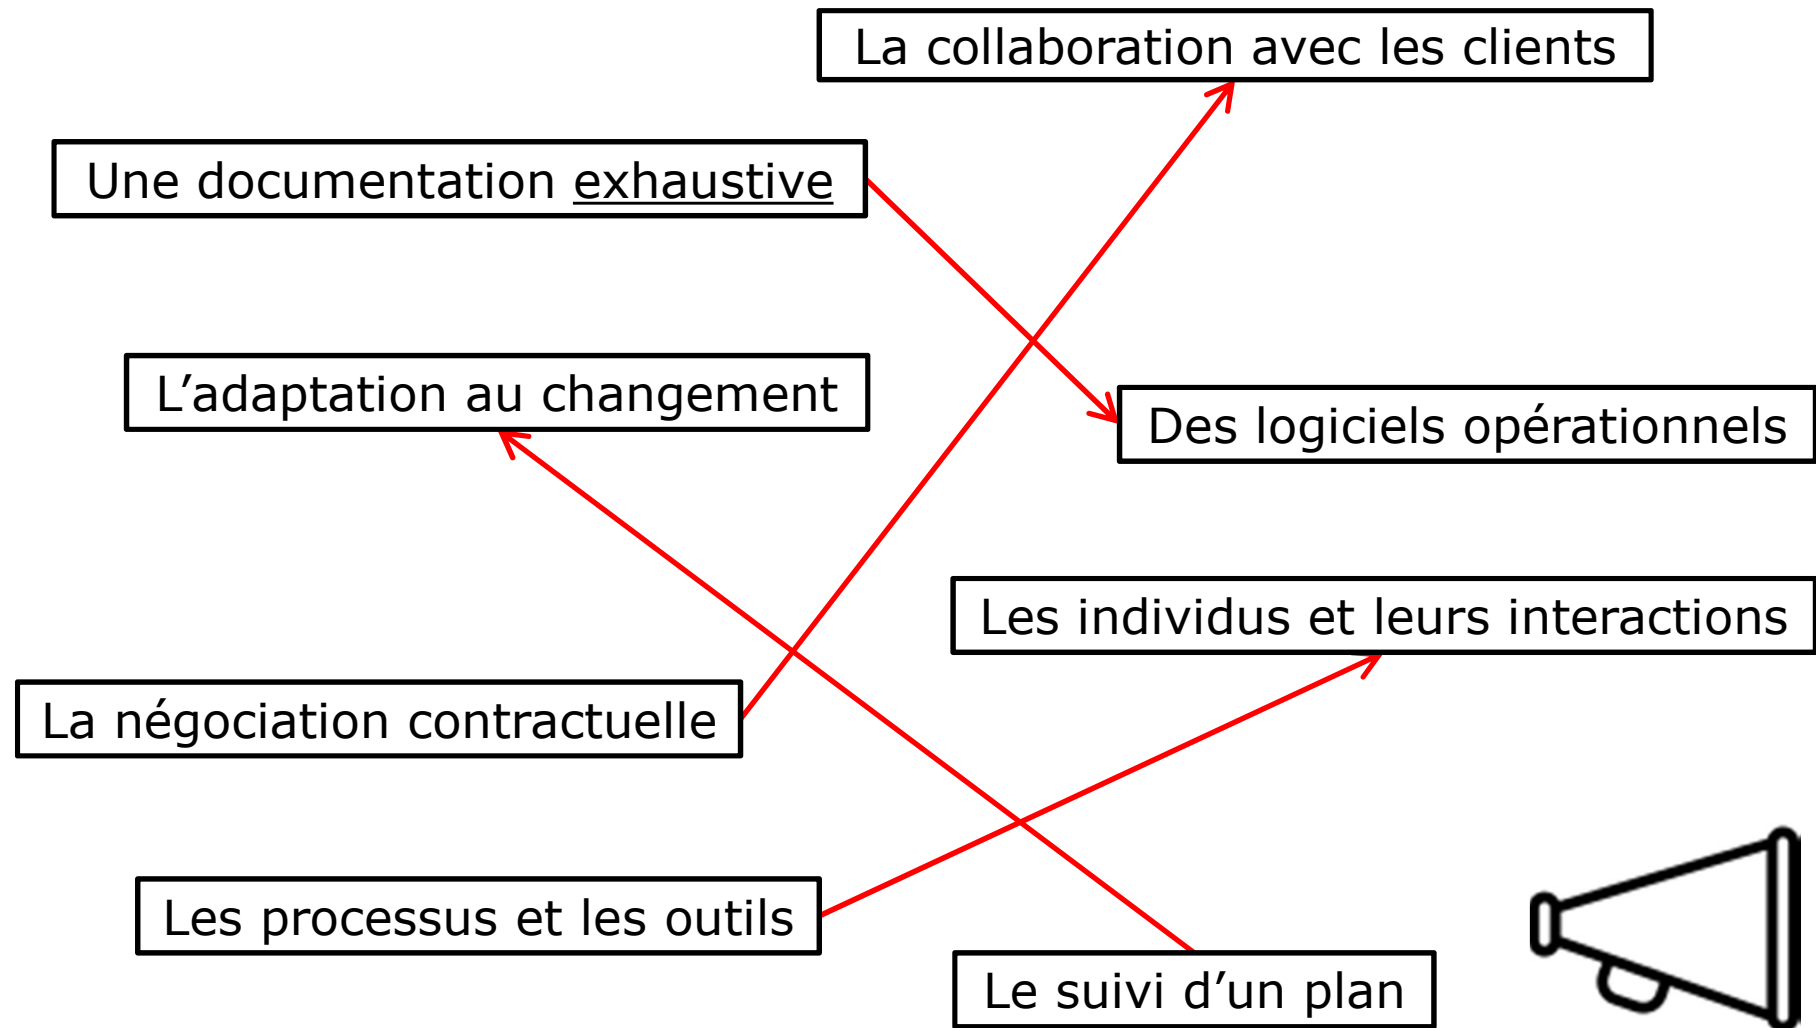 La collaboration avec les clients
Une documentation exhaustive
L’adaptation au changement
Des logiciels opérationnels
Les individus et leurs interactions
La négociation contractuelle
Les processus et les outils
Le suivi d’un plan